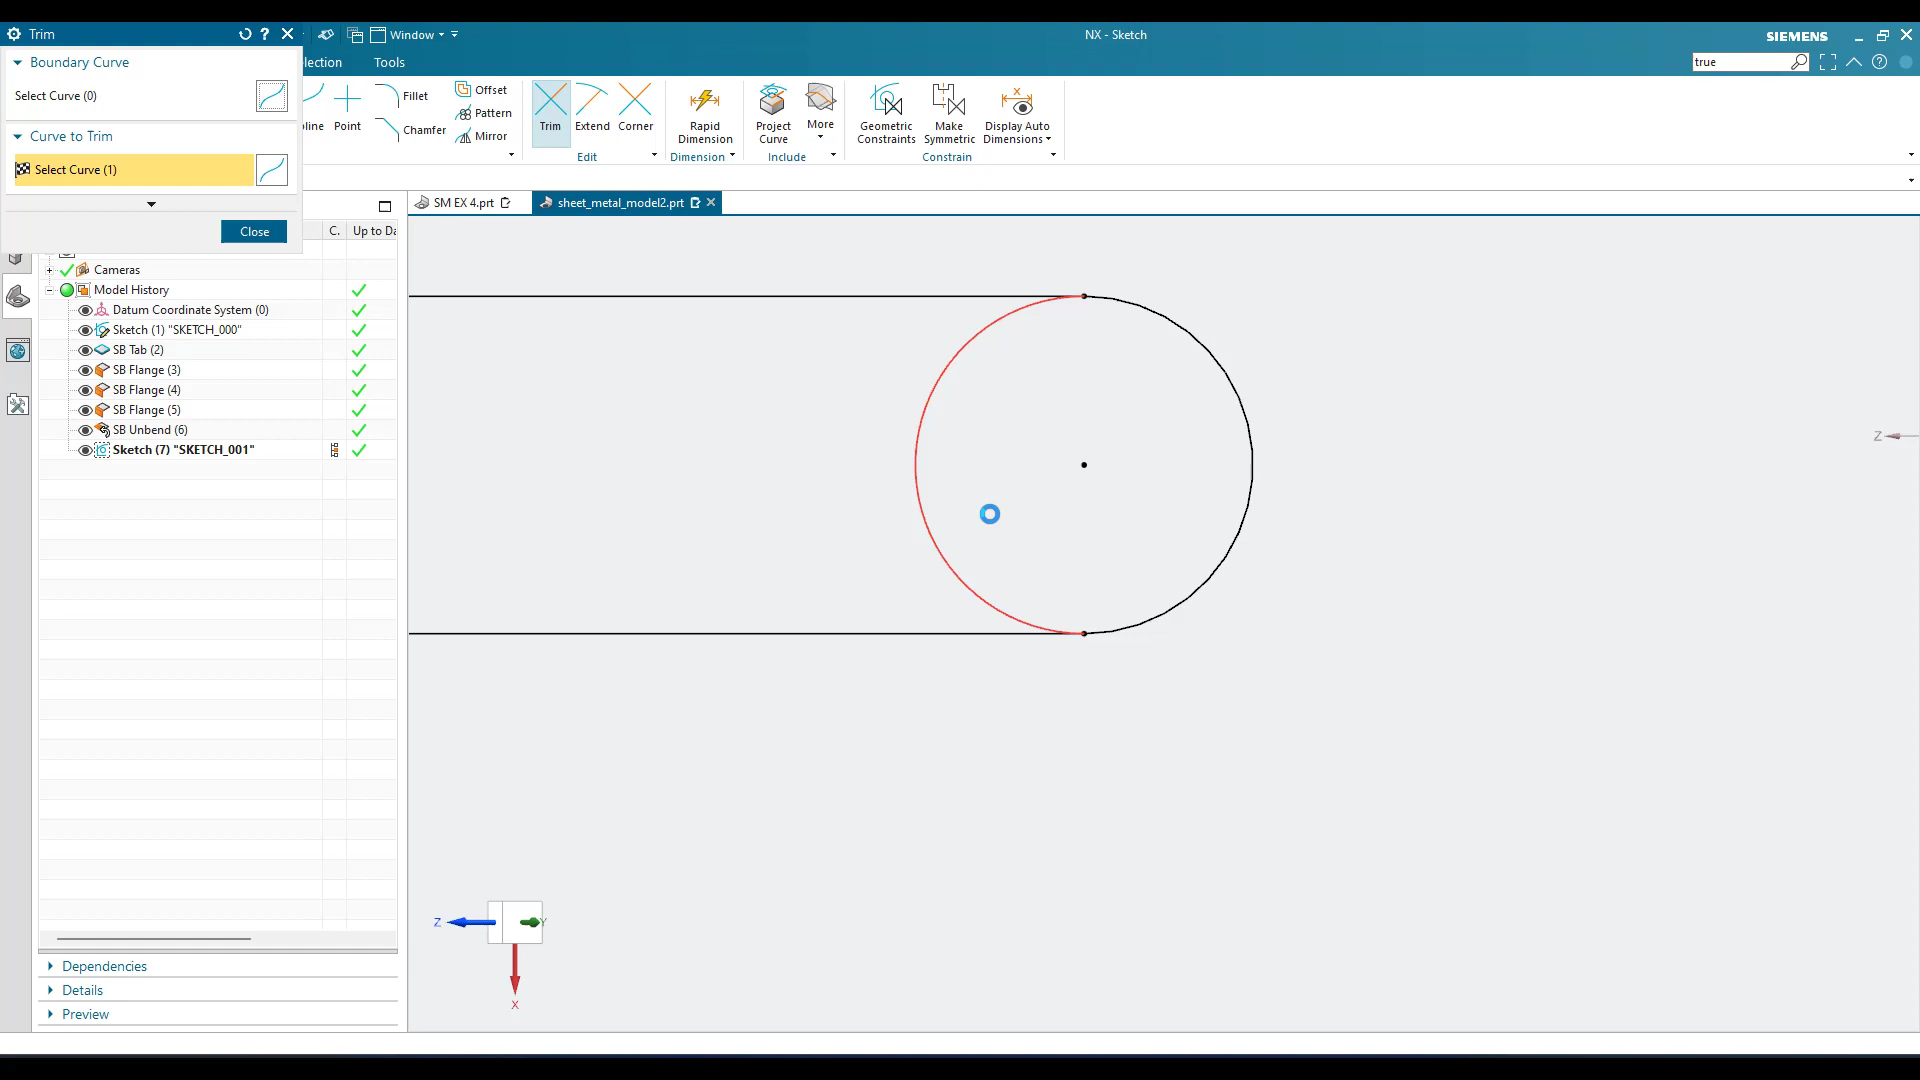 Trim
Window
NX - Sketch
SIEMENS
Boundary Curve
lection
Tools
true
Select Curve (0)
Curve to Trim
Select Curve (1)
Close
pline
Point
Fillet
Chamfer
Offset
Pattern
Mirror
Trim
Extend
Corner
Edit
Rapid
Dimension
Dimension
Project
Curve
More
Include
Geometric
Constraints
Make
Symmetric
Display Auto
Dimensions
Constrain
SM EX 4.prt
sheet_metal_model2.prt
C.
Up to Da
Cameras
Model History
Datum Coordinate System (0)
Sketch (1) "SKETCH_000"
SB Tab (2)
SB Flange (3)
SB Flange (4)
SB Flange (5)
SB Unbend (6)
Sketch (7) "SKETCH_001"
Z
Z
Y
X
Dependencies
Details
Preview